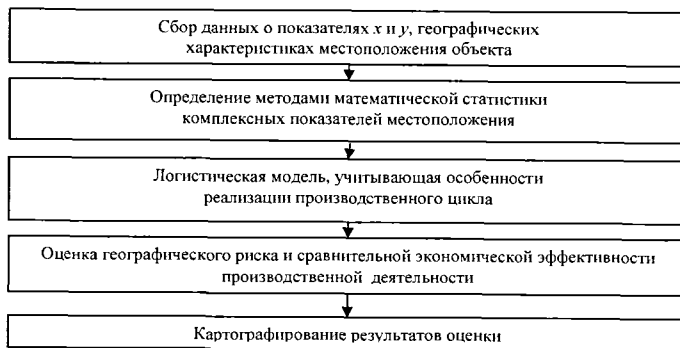 Сбор данных о показателях x и y, географических
характеристиках местоположения объекта
Определение методами математической статистики
комплексных показателей местоположения
Логистическая модель, учитывающая особенности
реализации производственного цикла
Оценка географического риска и сравнительной экономической эффективности
производственной деятельности
Картографирование результатов оценки